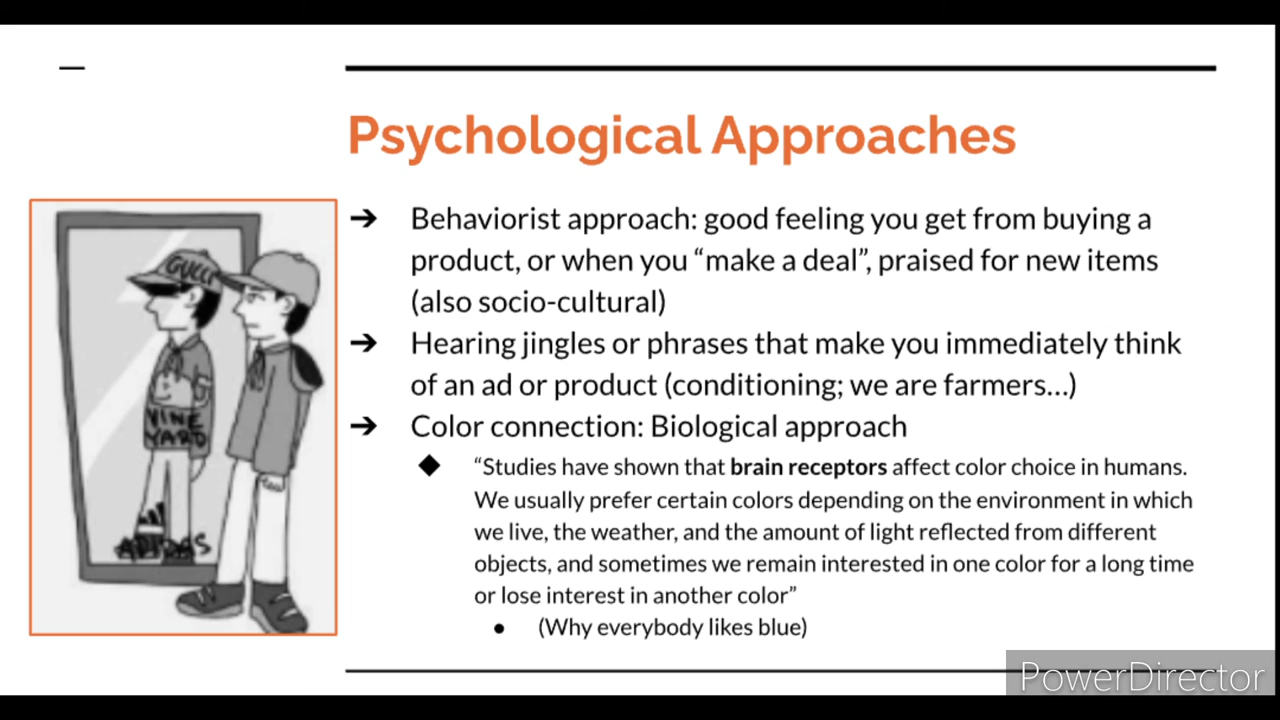 Psychological Approaches
➔ Behaviorist approach: good feeling you get from buying a
product, or when you “make a deal”, praised for new items
(also socio-cultural)
➔ Hearing jingles or phrases that make you immediately think
of an ad or product (conditioning; we are farmers...)
➔ Color connection: Biological approach
◆ “Studies have shown that brain receptors affect color choice in humans.
We usually prefer certain colors depending on the environment in which
we live, the weather, and the amount of light reflected from different
objects, and sometimes we remain interested in one color for a long time
or lose interest in another color”
● (Why everybody likes blue)
GUCCI
VINE
YARD
ADIDAS
PowerDirector